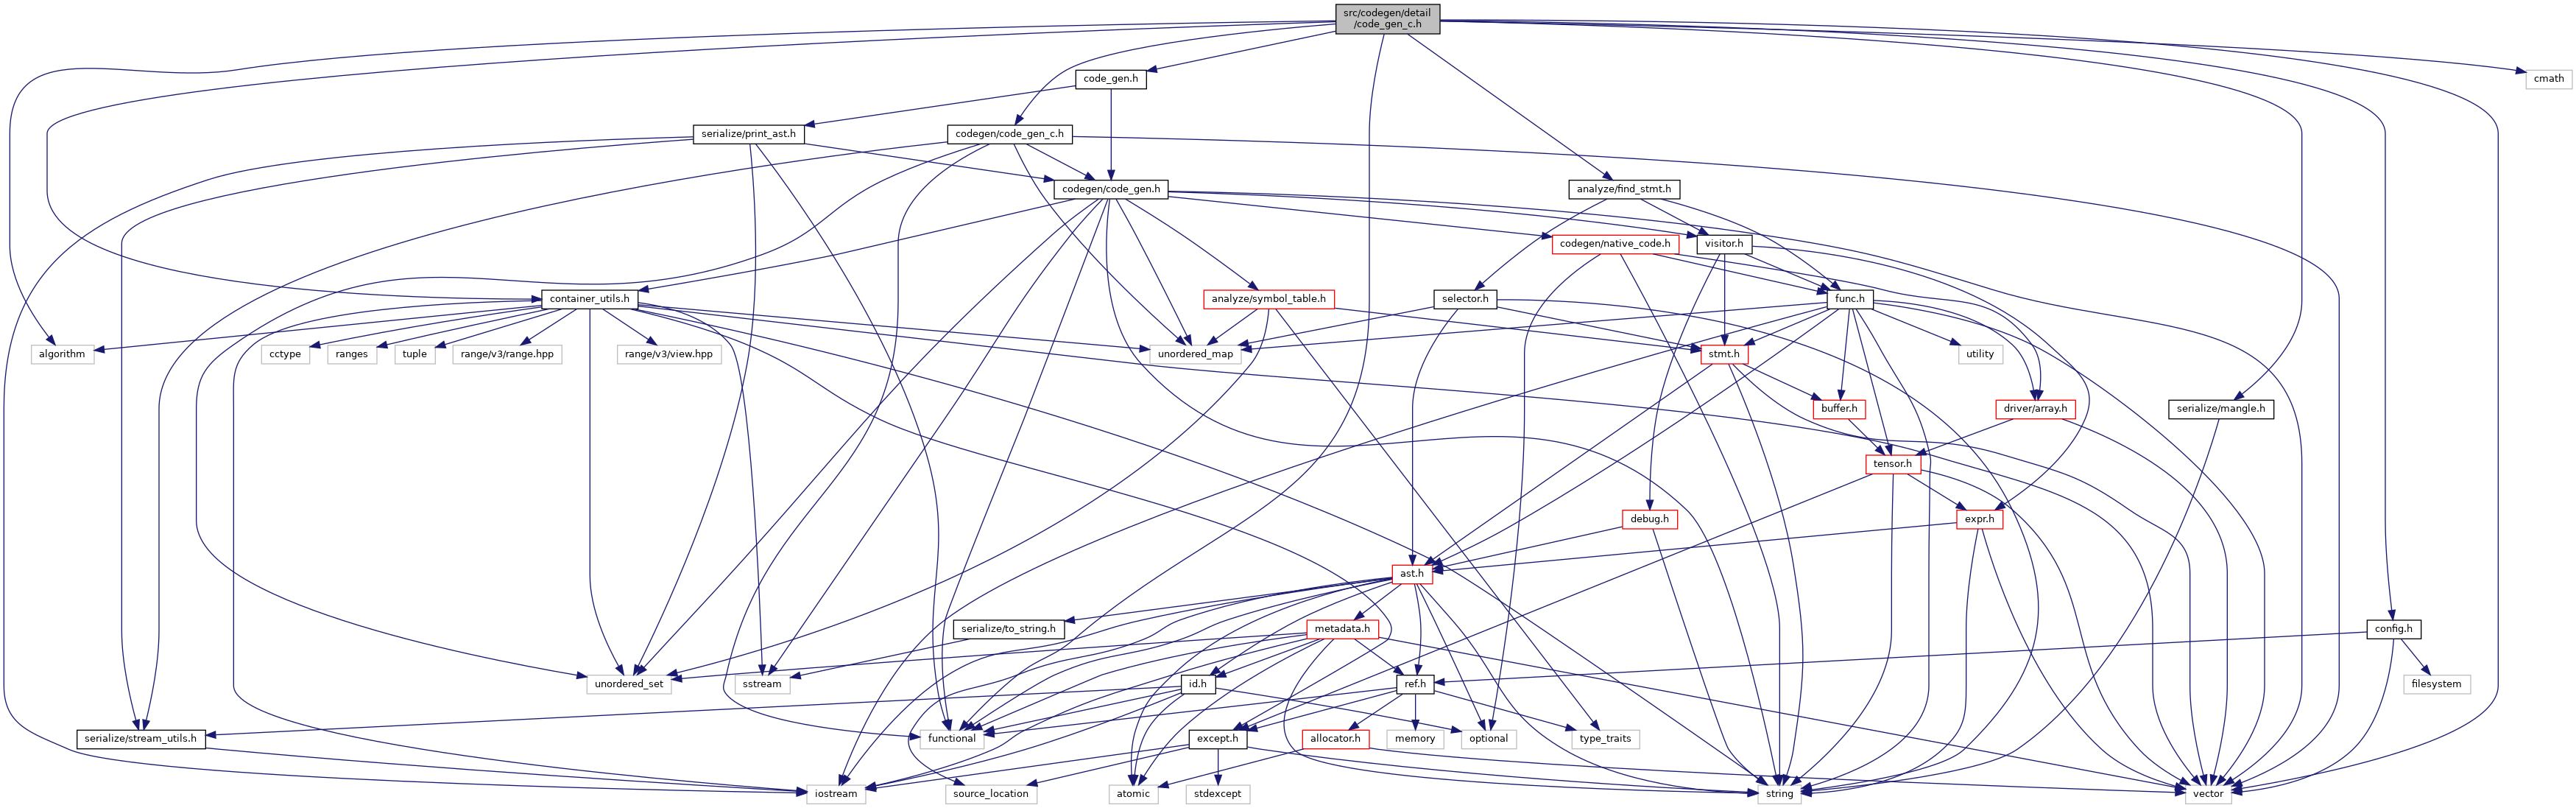 src/codegen/detail
/code_gen_c.h
code_gen.h
cmath
serialize/print_ast.h
codegen/code_gen_c.h
codegen/code_gen.h
analyze/find_stmt.h
codegen/native_code.h
visitor.h
container_utils.h
analyze/symbol_table.h
selector.h
func.h
algorithm
cctype
ranges
tuple
range/v3/range.hpp
range/v3/view.hpp
unordered_map
stmt.h
utility
buffer.h
driver/array.h
serialize/mangle.h
tensor.h
debug.h
expr.h
ast.h
serialize/to_string.h
metadata.h
config.h
unordered_set
sstream
id.h
ref.h
filesystem
serialize/stream_utils.h
functional
except.h
allocator.h
memory
optional
type_traits
iostream
source_location
atomic
stdexcept
string
vector